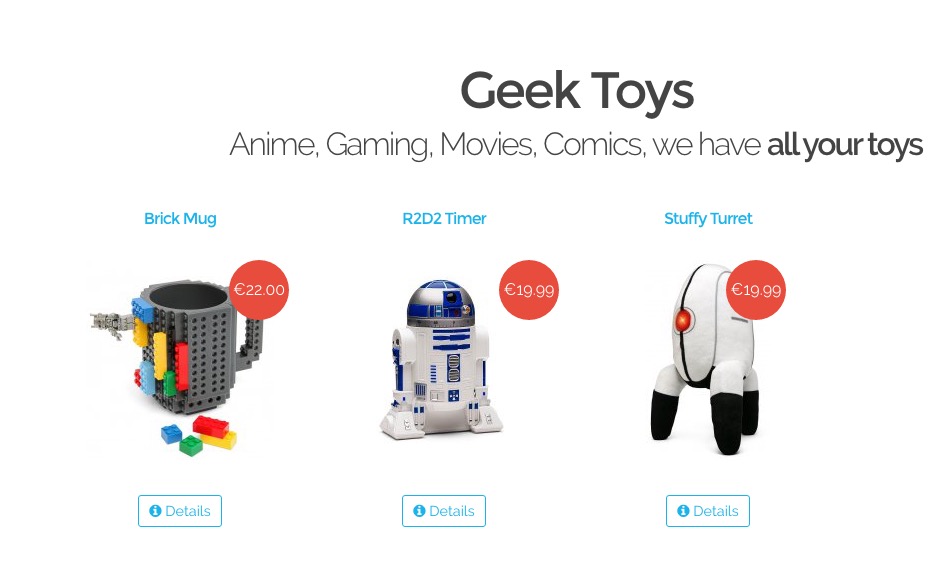 Geek Toys
Anime, Gaming, Movies, Comics, we have all your toys
Brick Mug
R2D2 Timer
Stuffy Turret
€22.00
€19.99
€19.99
Details
Details
Details